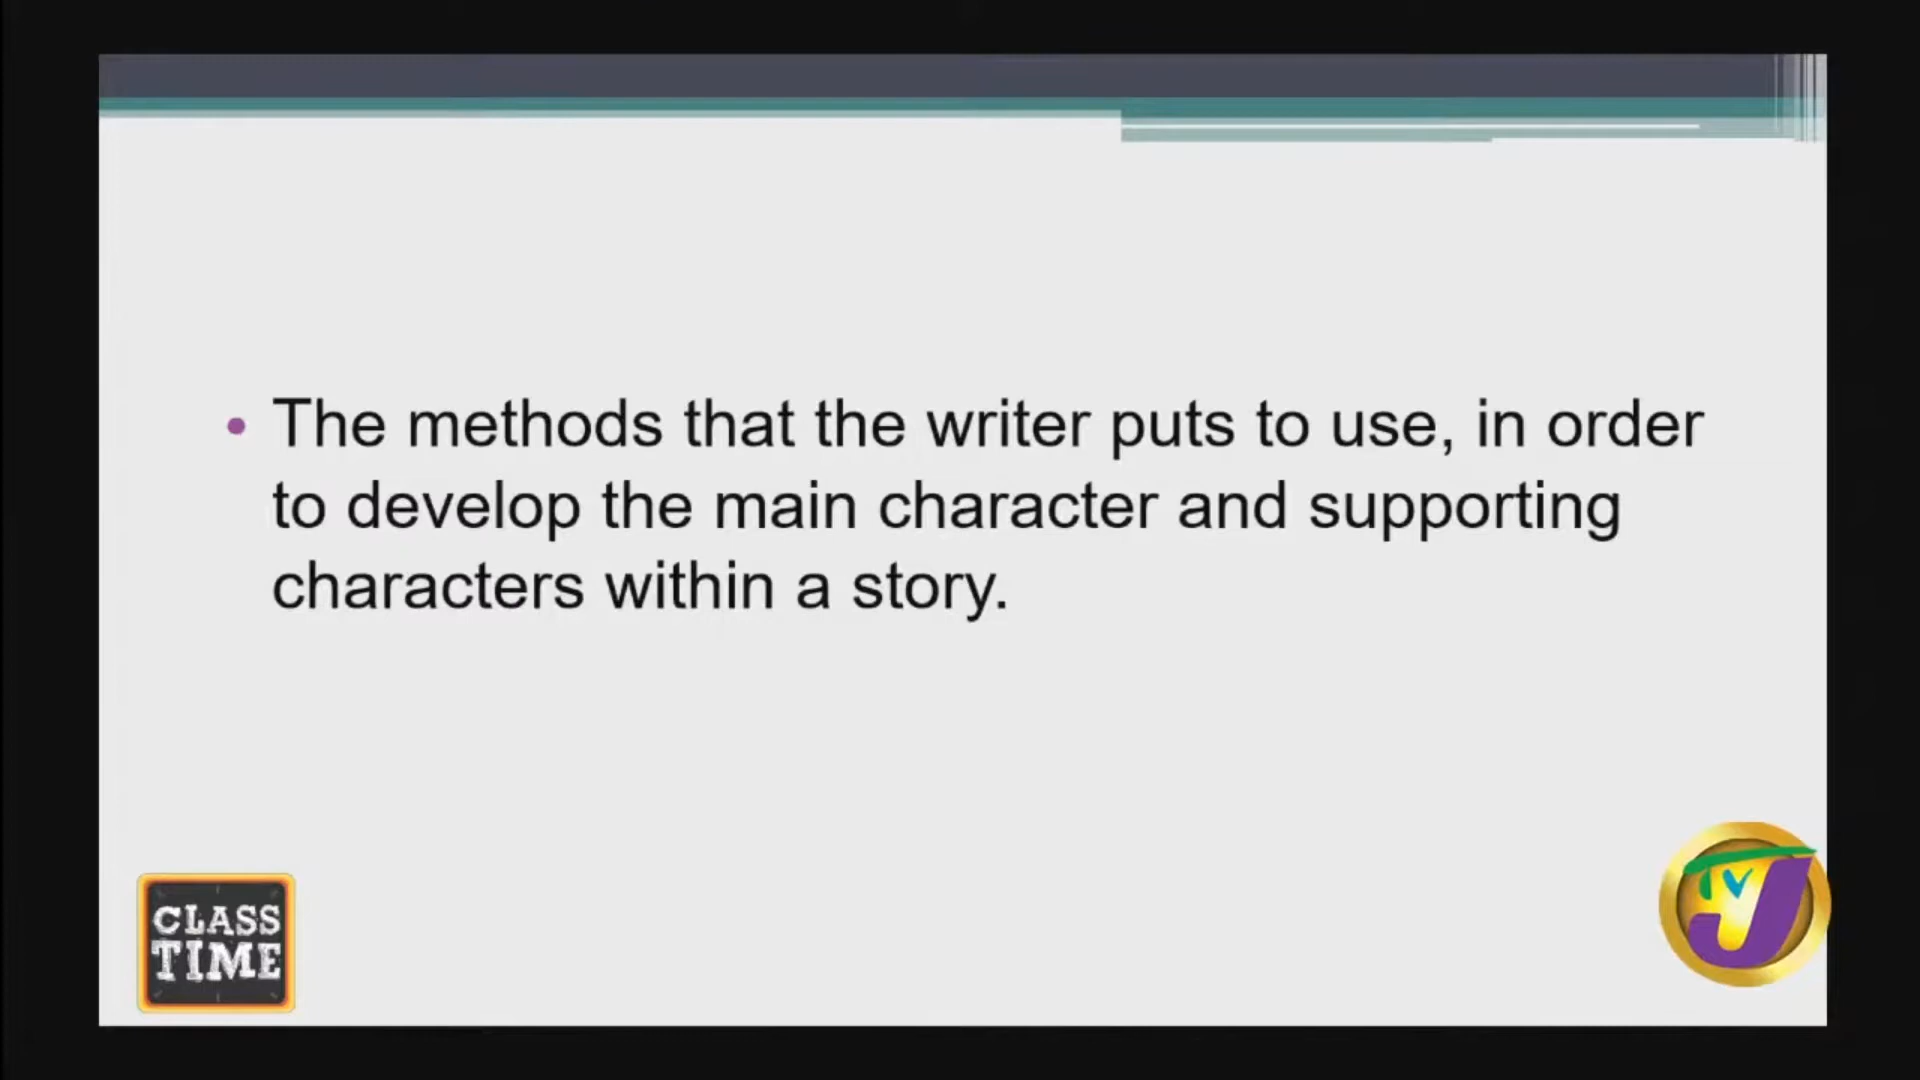 • The methods that the writer puts to use, in order
to develop the main character and supporting
characters within a story.
CLASS
TIME
TVJ